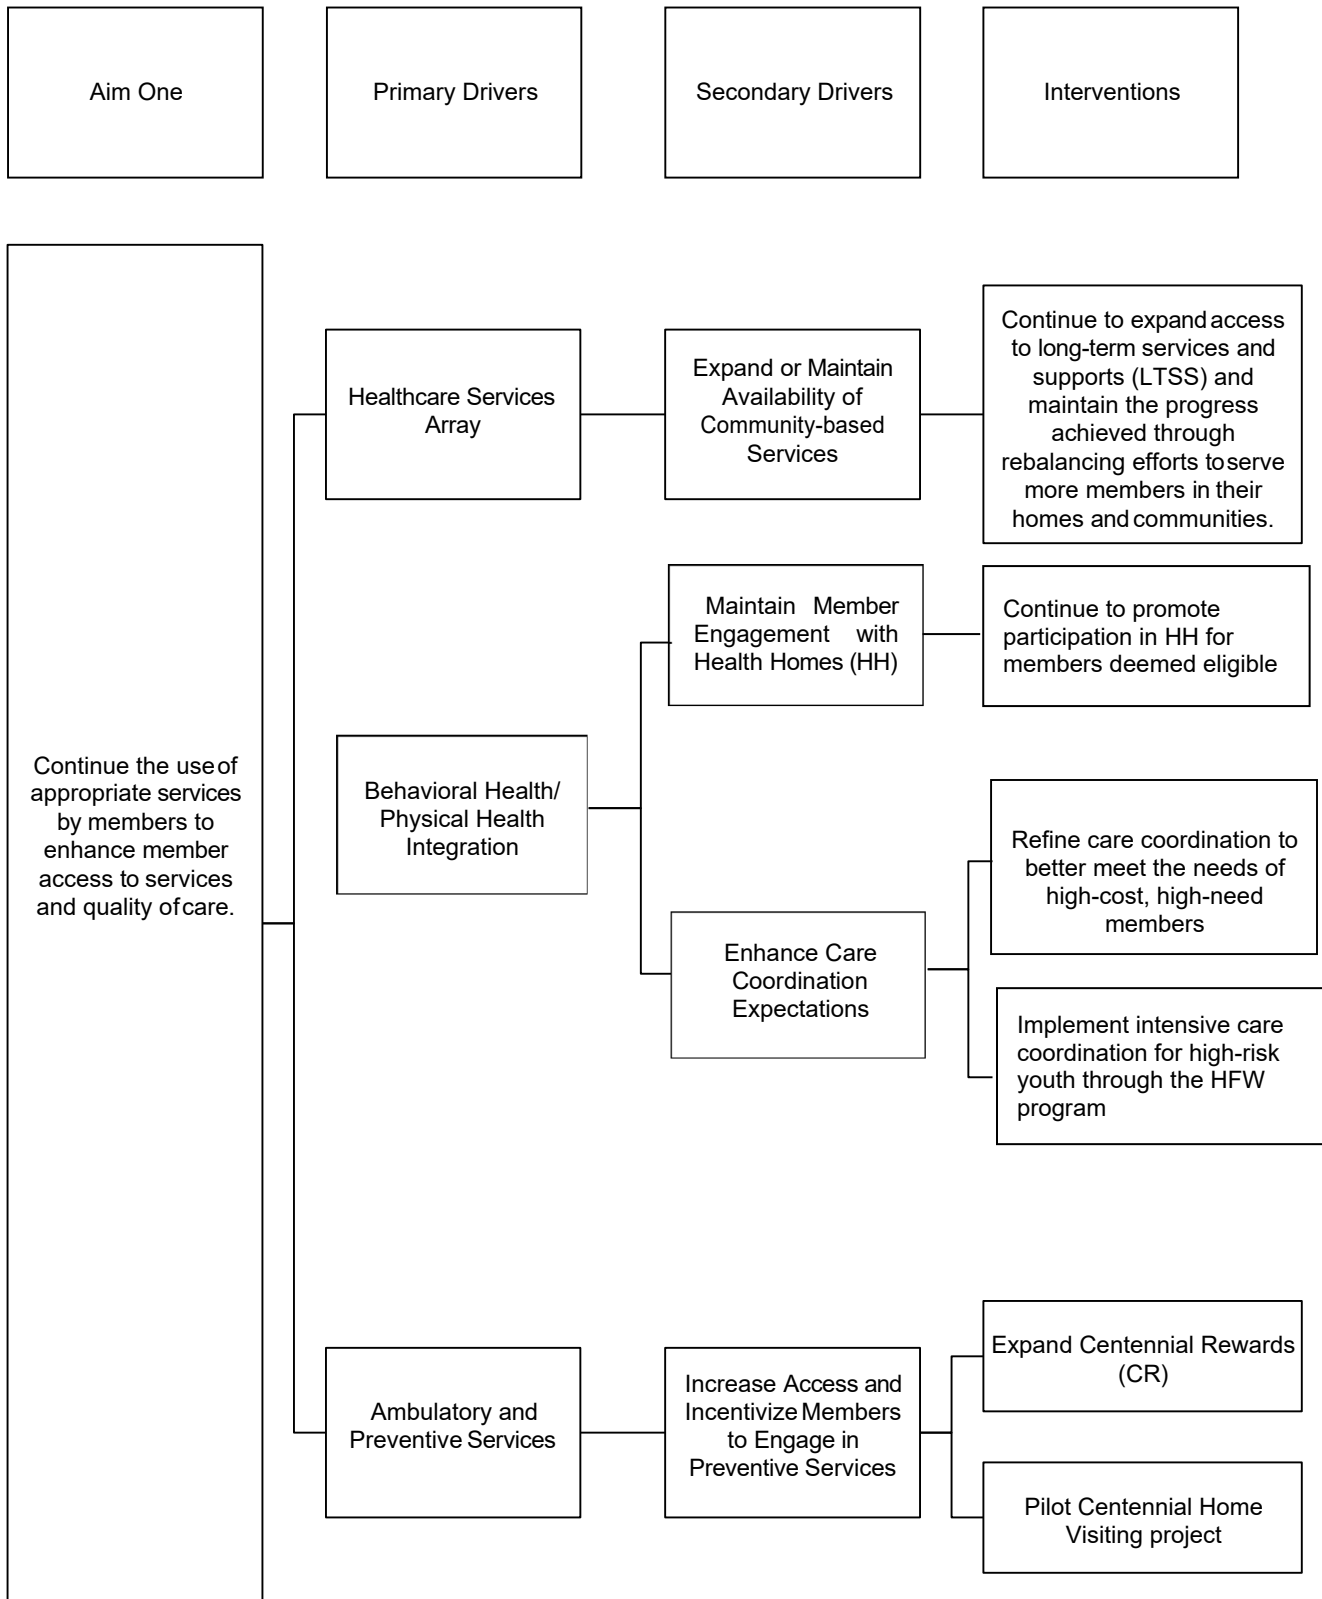 Aim One
Primary Drivers
Secondary Drivers
Interventions
Continue the use of
appropriate services
by members to
enhance member
access to services
and quality of care.
Healthcare Services
Array
Expand or Maintain
Availability of
Community-based
Services
Continue to expand access
to long-term services and
supports (LTSS) and
maintain the progress
achieved through
rebalancing efforts to serve
more members in their
homes and communities.
Behavioral Health/
Physical Health
Integration
Maintain Member
Engagement with
Health Homes (HH)
Continue to promote
participation in HH for
members deemed eligible
Enhance Care
Coordination
Expectations
Refine care coordination to
better meet the needs of
high-cost, high-need
members
Implement intensive care
coordination for high-risk
youth through the HFW
program
Ambulatory and
Preventive Services
Increase Access and
Incentivize Members
to Engage in
Preventive Services
Expand Centennial Rewards
(CR)
Pilot Centennial Home
Visiting project